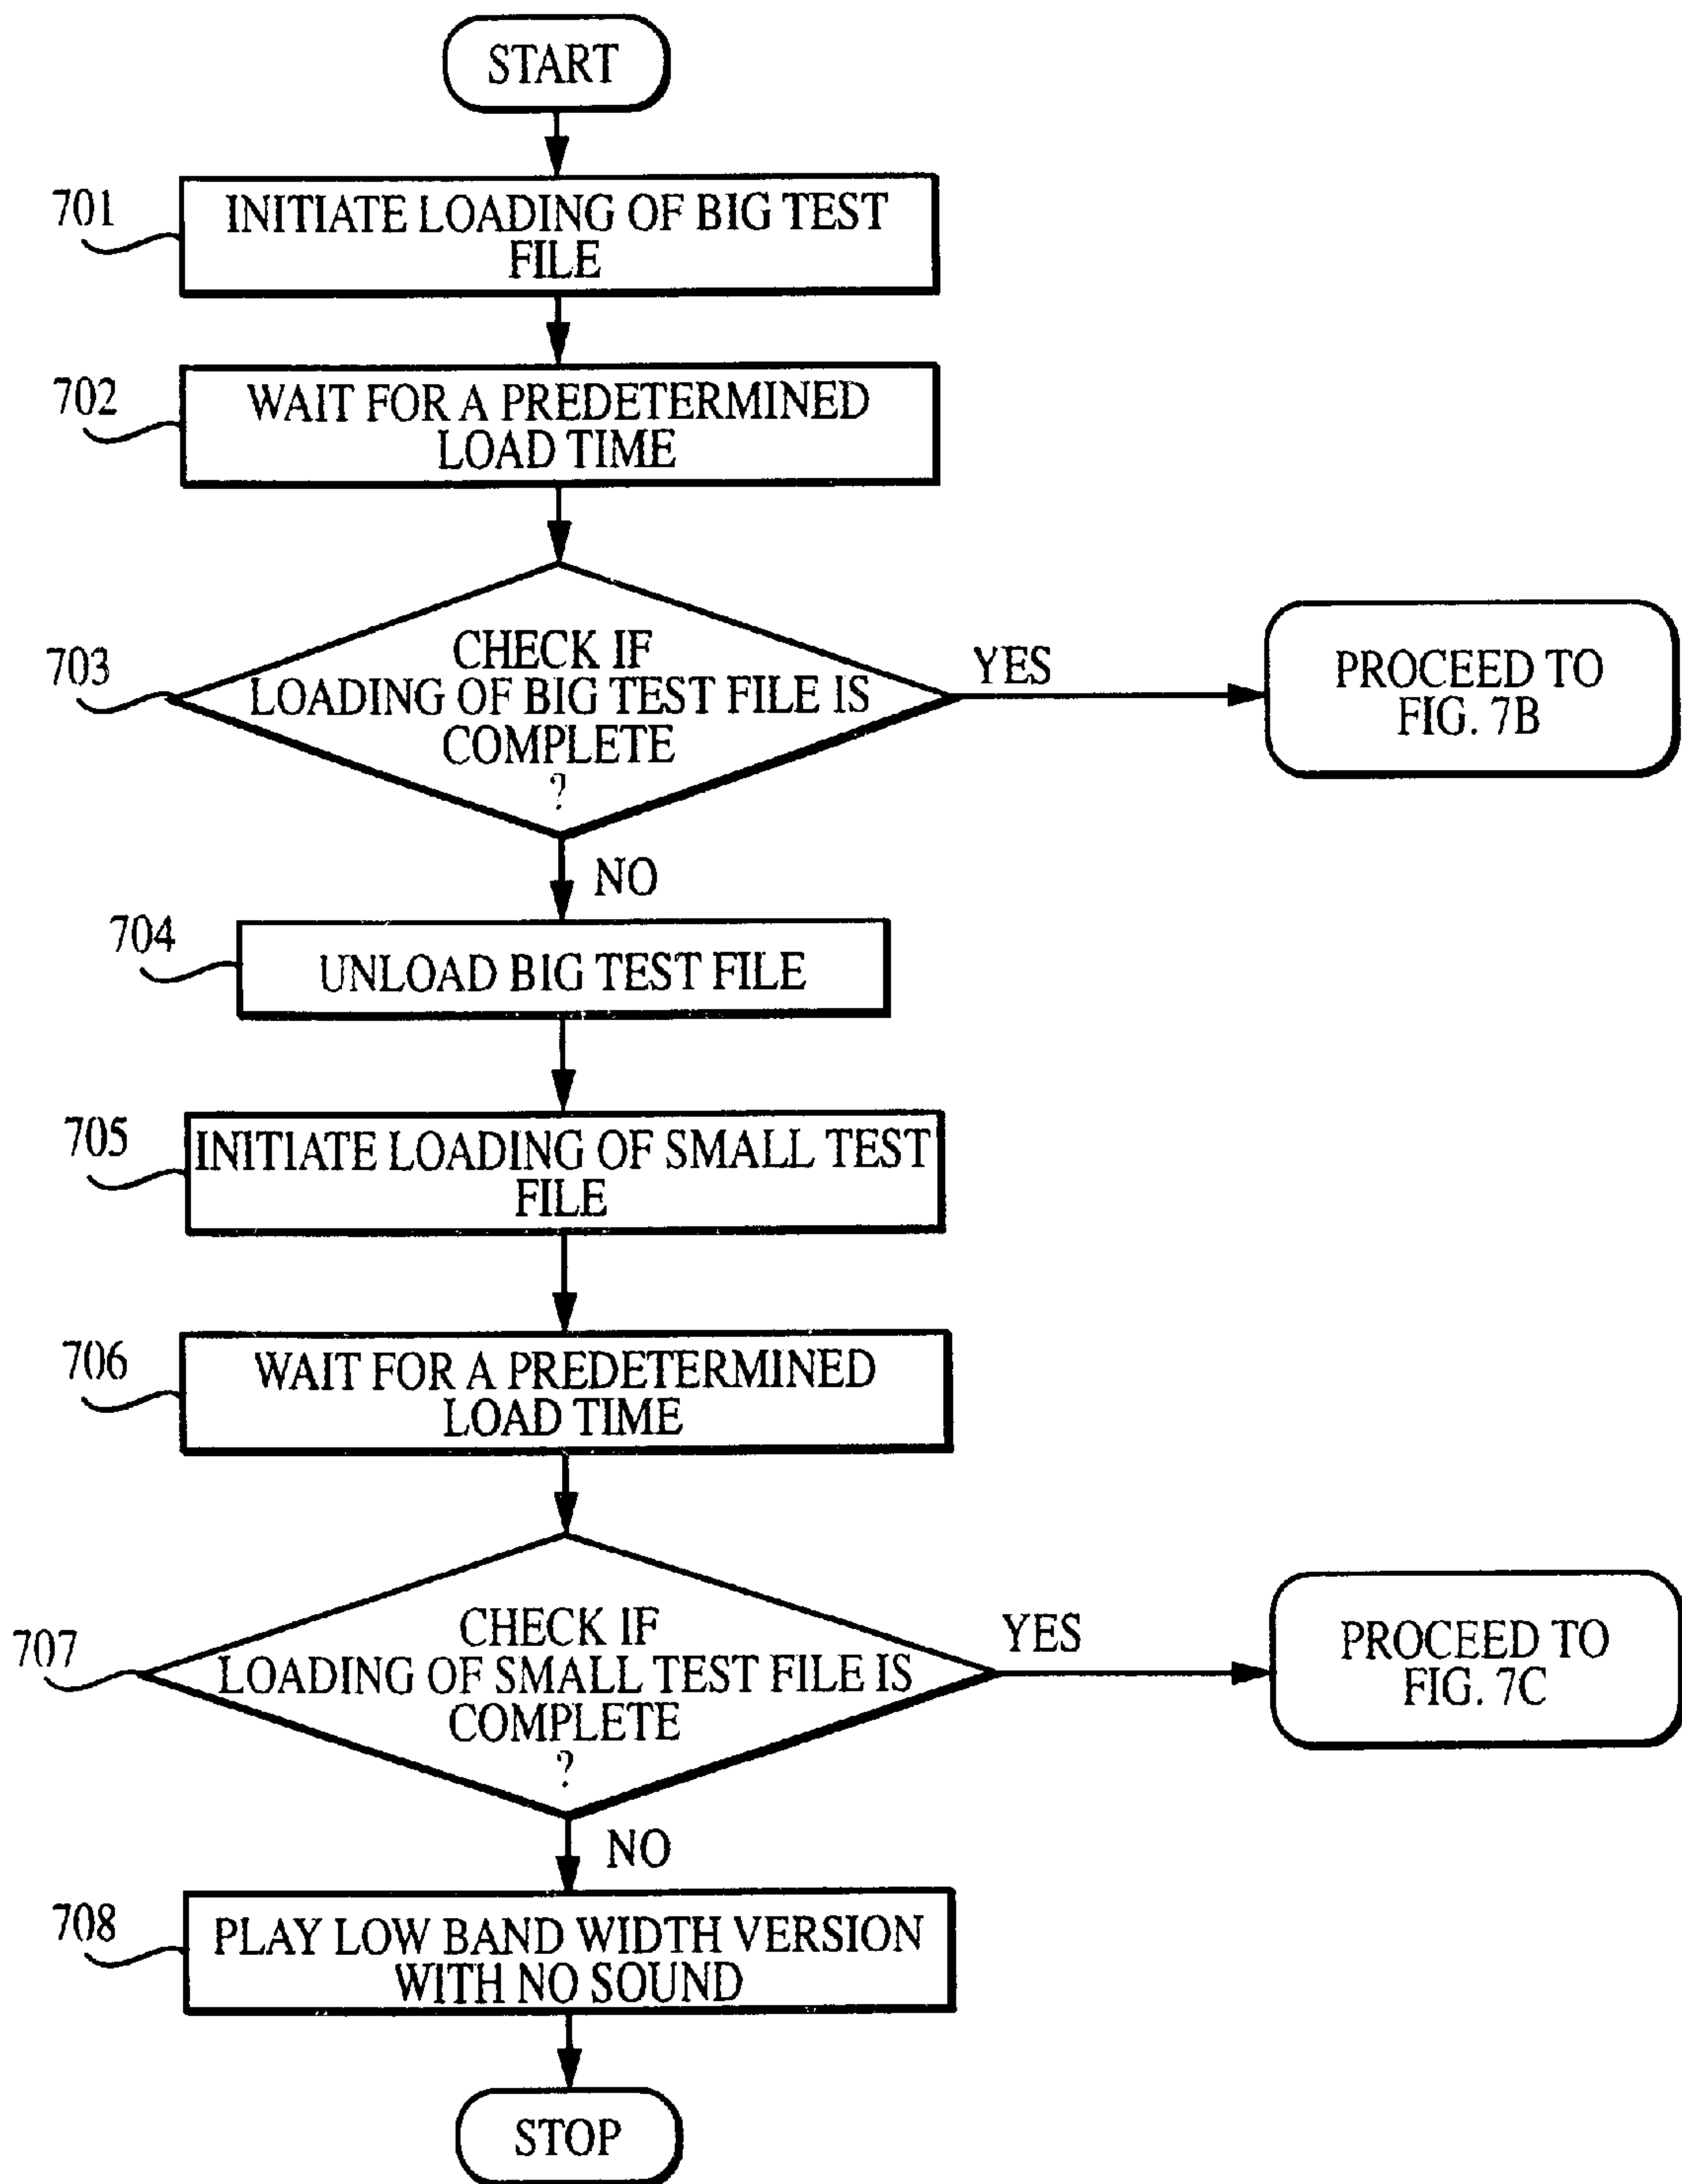 START
701
INITIATE LOADING OF BIG TEST
FILE
702
WAIT FOR A PREDETERMINED
LOAD TIME
703
CHECK IF
LOADING OF BIG TEST FILE IS
COMPLETE
?
YES
PROCEED TO
FIG. 7B
NO
704
UNLOAD BIG TEST FILE
705
INITIATE LOADING OF SMALL TEST
FILE
706
WAIT FOR A PREDETERMINED
LOAD TIME
707
CHECK IF
LOADING OF SMALL TEST FILE IS
COMPLETE
?
YES
PROCEED TO
FIG. 7C
NO
708
PLAY LOW BAND WIDTH VERSION
WITH NO SOUND
STOP